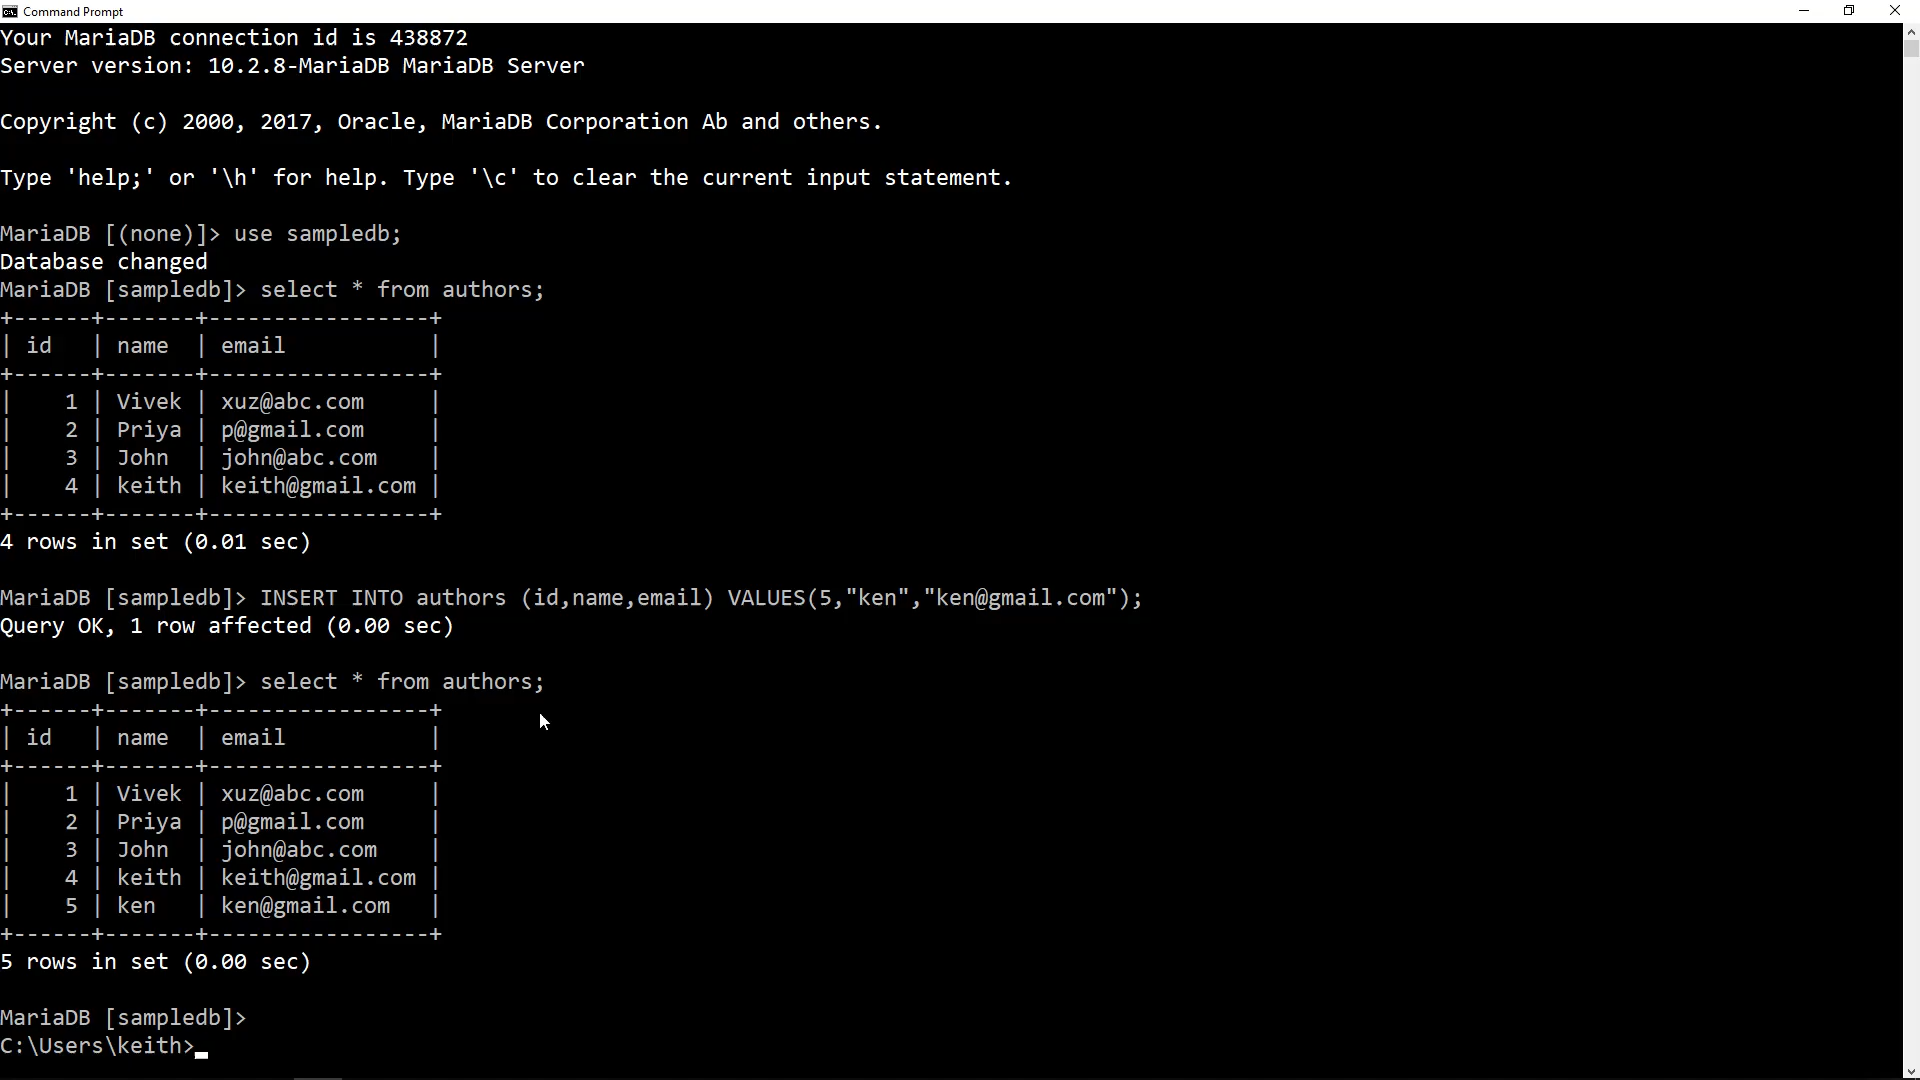 Command Prompt
Your MariaDB connection id is 438872
Server version: 10.2.8-MariaDB MariaDB Server
Copyright (c) 2000, 2017, Oracle, MariaDB Corporation Ab and others.
Type 'help;' or '\h' for help. Type '\c' to clear the current input statement.
MariaDB [(none)]> use sampledb;
Database changed
MariaDB [sampledb]> select * from authors;
+------+-------+-----------------+
| id   | name  | email           |
+------+-------+-----------------+
|    1 | Vivek | xuz@abc.com     |
|    2 | Priya | p@gmail.com     |
|    3 | John  | john@abc.com    |
|    4 | keith | keith@gmail.com |
+------+-------+-----------------+
4 rows in set (0.01 sec)
MariaDB [sampledb]> INSERT INTO authors (id,name,email) VALUES(5,"ken","ken@gmail.com");
Query OK, 1 row affected (0.00 sec)
MariaDB [sampledb]> select * from authors;
+------+-------+-----------------+
| id   | name  | email           |
+------+-------+-----------------+
|    1 | Vivek | xuz@abc.com     |
|    2 | Priya | p@gmail.com     |
|    3 | John  | john@abc.com    |
|    4 | keith | keith@gmail.com |
|    5 | ken   | ken@gmail.com   |
+------+-------+-----------------+
5 rows in set (0.00 sec)
MariaDB [sampledb]>
C:\Users\keith>